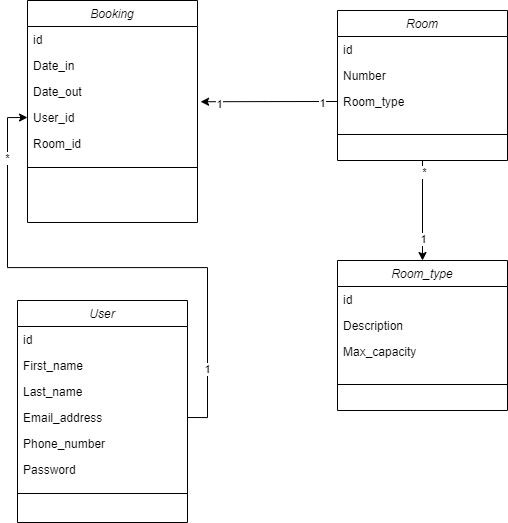 Booking
id
Date_in
Date_out
User_id
Room_id
Room
id
Number
Room_type
1
1
*
*
1
Room_type
id
Description
Max_capacity
User
id
First_name
Last_name
Email_address
Phone_number
Password
1